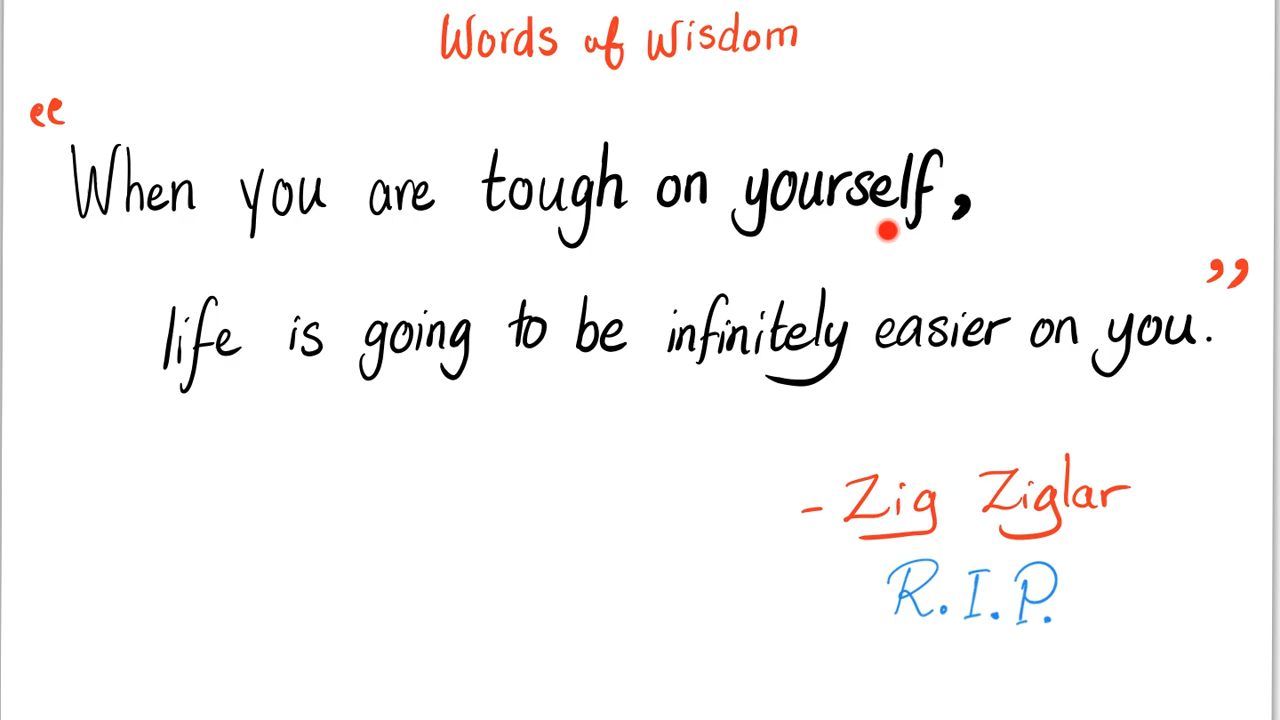 Words of Wisdom
“When you are tough on yourself,
life is going to be infinitely easier on you.”
- Zig Ziglar
R.I.P.